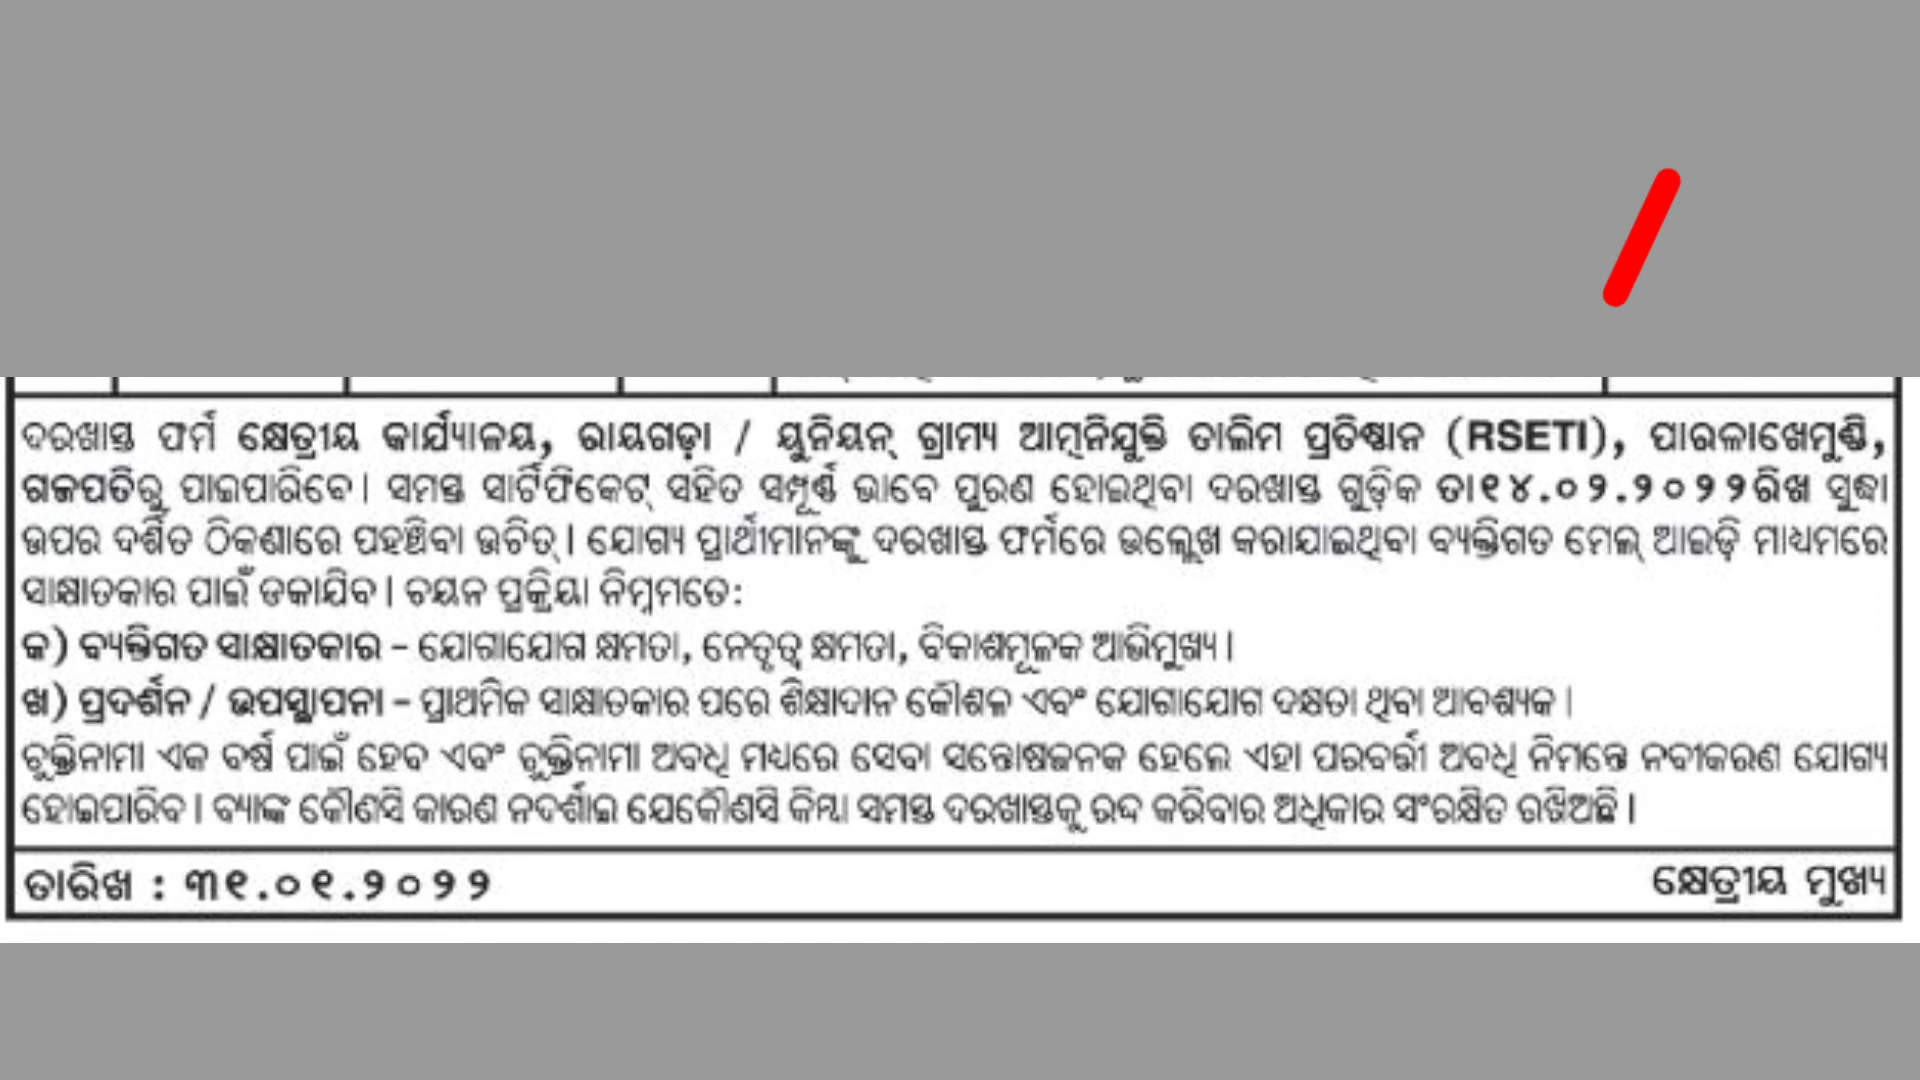 ଦରଖାସ୍ତ ଫର୍ମ କ୍ଷେତ୍ରୀୟ କାର୍ଯ୍ୟାଳୟ, ରାୟଗଡ଼ା / ୟୁନିୟନ୍ ଗ୍ରାମ୍ୟ ଆତ୍ମନିଯୁକ୍ତି ତାଲିମ ପ୍ରତିଷ୍ଠାନ (RSETI), ପାରଳାଖେମୁଣ୍ଡି,
ଗଜପତିରୁ ପାଇପାରିବେ। ସମସ୍ତ ସାର୍ଟିଫିକେଟ୍ ସହିତ ସମ୍ପୂର୍ଣ୍ଣ ଭାବେ ପୁରଣ ହୋଇଥିବା ଦରଖାସ୍ତ ଗୁଡ଼ିକ ତା୧୪.୦୨.୨୦୨୨ରିଖ ସୁଦ୍ଧା
ଉପର ଦର୍ଶିତ ଠିକଣାରେ ପହଞ୍ଚିବା ଉଚିତ୍। ଯୋଗ୍ୟ ପ୍ରାର୍ଥୀମାନଙ୍କୁ ଦରଖାସ୍ତ ଫର୍ମରେ ଉଲ୍ଲେଖ କରାଯାଇଥିବା ବ୍ୟକ୍ତିଗତ ମେଲ୍ ଆଇଡ଼ି ମାଧ୍ୟମରେ
ସାକ୍ଷାତକାର ପାଇଁ ଡକାଯିବ। ଚୟନ ପ୍ରକ୍ରିୟା ନିମ୍ନମତେ:
କ) ବ୍ୟକ୍ତିଗତ ସାକ୍ଷାତକାର – ଯୋଗାଯୋଗ କ୍ଷମତା, ନେତୃତ୍ୱ କ୍ଷମତା, ବିକାଶମୂଳକ ଆଭିମୁଖ୍ୟ।
ଖ) ପ୍ରଦର୍ଶନ / ଉପସ୍ଥାପନା – ପ୍ରାଥମିକ ସାକ୍ଷାତକାର ପରେ ଶିକ୍ଷାଦାନ କୌଶଳ ଏବଂ ଯୋଗାଯୋଗ ଦକ୍ଷତା ଥିବା ଆବଶ୍ୟକ।
ଚୁକ୍ତିନାମା ଏକ ବର୍ଷ ପାଇଁ ହେବ ଏବଂ ଚୁକ୍ତିନାମା ଅବଧି ମଧ୍ୟରେ ସେବା ସନ୍ତୋଷଜନକ ହେଲେ ଏହା ପରବର୍ତ୍ତୀ ଅବଧି ନିମନ୍ତେ ନବୀକରଣ ଯୋଗ୍ୟ
ହୋଇପାରିବ। ବ୍ୟାଙ୍କ କୌଣସି କାରଣ ନଦର୍ଶାଇ ଯେକୌଣସି କିମ୍ବା ସମସ୍ତ ଦରଖାସ୍ତକୁ ରଦ୍ଦ କରିବାର ଅଧିକାର ସଂରକ୍ଷିତ ରଖିଅଛି।
ତାରିଖ : ୩୧.୦୧.୨୦୨୨
କ୍ଷେତ୍ରୀୟ ମୁଖ୍ୟ